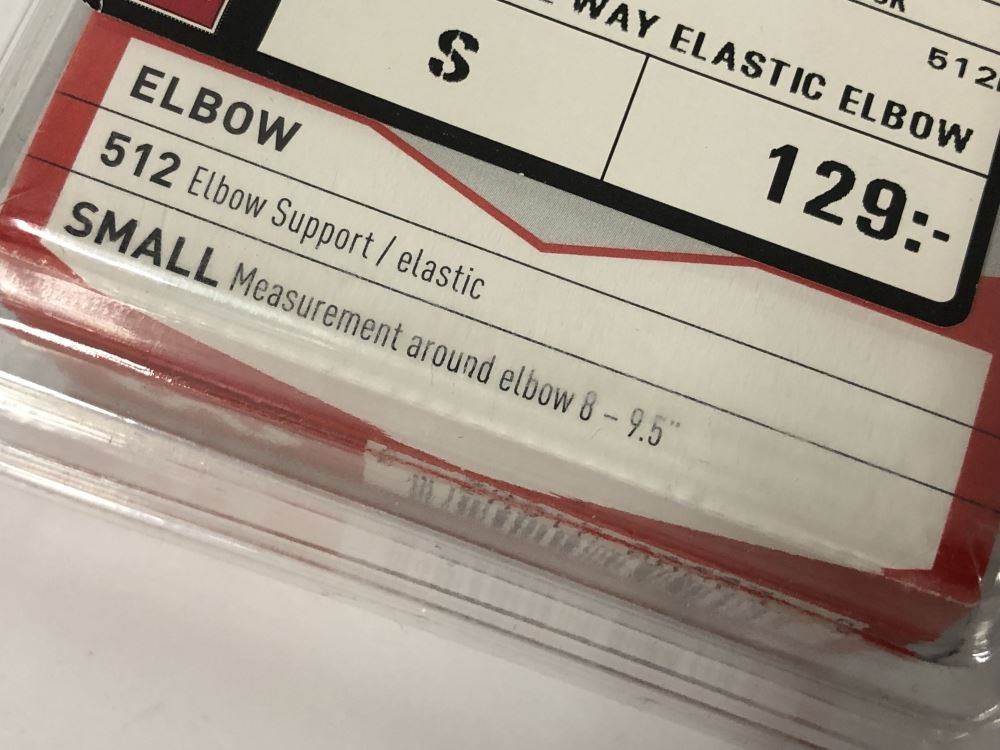 WAY ELASTIC ELBOW
512
S
129:-
ELBOW
512 Elbow Support / elastic
SMALL Measurement around elbow 8 – 9.5"